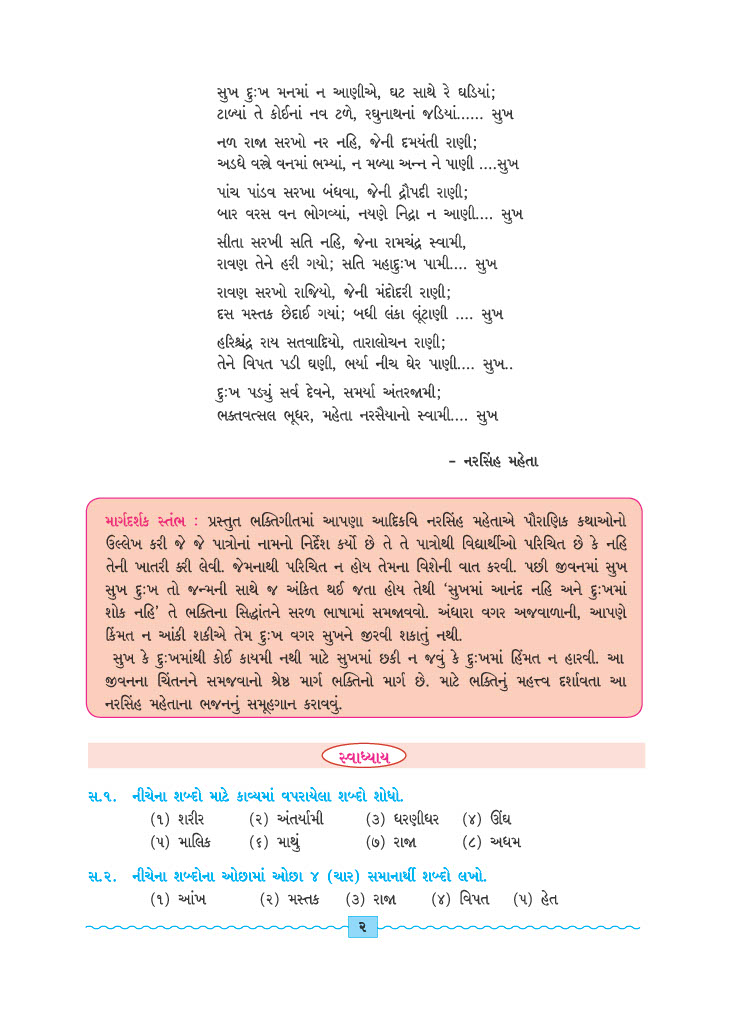 સુખ દુઃખ મનમાં ન આણીએ, ઘટ સાથે રે ઘડિયાં;
ટાળ્યાં તે કોઈનાં નવ ટળે, રઘુનાથનાં જડિયાં...... સુખ
નળ રાજા સરખો નર નહિ, જેની દમયંતી રાણી;
અડધે વસ્ત્રે વનમાં ભમ્યાં, ન મળ્યા અન્ન ને પાણી ....સુખ
પાંચ પાંડવ સરખા બંધવા, જેની દ્રૌપદી રાણી;
બાર વરસ વન ભોગવ્યાં, નયણે નિદ્રા ન આણી.... સુખ
સીતા સરખી સતિ નહિ, જેના રામચંદ્ર સ્વામી,
રાવણ તેને હરી ગયો; સતિ મહાદુઃખ પામી.... સુખ
રાવણ સરખો રાજિયો, જેની મંદોદરી રાણી;
દસ મસ્તક છેદાઈ ગયાં; બધી લંકા લૂંટાણી .... સુખ
હરિશ્ચંદ્ર રાય સતવાદિયો, તારાલોચન રાણી;
તેને વિપત પડી ઘણી, ભર્યા નીચ ઘેર પાણી.... સુખ..
દુઃખ પડ્યું સર્વ દેવને, સમર્યા અંતરજામી;
ભક્તવત્સલ ભૂધર, મહેતા નરસૈયાનો સ્વામી.... સુખ
– નરસિંહ મહેતા
માર્ગદર્શક સ્તંભ : પ્રસ્તુત ભક્તિગીતમાં આપણા આદિકવિ નરસિંહ મહેતાએ પૌરાણિક કથાઓનો
ઉલ્લેખ કરી જે જે પાત્રોનાં નામનો નિર્દેશ કર્યો છે તે તે પાત્રોથી વિદ્યાર્થીઓ પરિચિત છે કે નહિ
તેની ખાતરી કરી લેવી. જેમનાથી પરિચિત ન હોય તેમના વિશેની વાત કરવી. પછી જીવનમાં સુખ
સુખ દુઃખ તો જન્મની સાથે જ અંકિત થઈ જતા હોય તેથી ‘સુખમાં આનંદ નહિ અને દુઃખમાં
શોક નહિ’ તે ભક્તિના સિદ્ધાંતને સરળ ભાષામાં સમજાવવો. અંધારા વગર અજવાળાની, આપણે
કિંમત ન આંકી શકીએ તેમ દુઃખ વગર સુખને જીરવી શકાતું નથી.
સુખ કે દુઃખમાંથી કોઈ કાયમી નથી માટે સુખમાં છકી ન જવું કે દુઃખમાં હિંમત ન હારવી. આ
જીવનના ચિંતનને સમજવાનો શ્રેષ્ઠ માર્ગ ભક્તિનો માર્ગ છે. માટે ભક્તિનું મહત્ત્વ દર્શાવતા આ
નરસિંહ મહેતાના ભજનનું સમૂહગાન કરાવવું.
સ્વાધ્યાય
સ.૧. નીચેના શબ્દો માટે કાવ્યમાં વપરાયેલા શબ્દો શોધો.
(૧) શરીર (૨) અંતર્યામી (૩) ધરણીધર (૪) ઊંઘ
(૫) માલિક (૬) માથું (૭) રાજા (૮) અધમ
સ.૨. નીચેના શબ્દોના ઓછામાં ઓછા ૪ (ચાર) સમાનાર્થી શબ્દો લખો.
(૧) આંખ (૨) મસ્તક (૩) રાજા (૪) વિપત (૫) હેત
૨